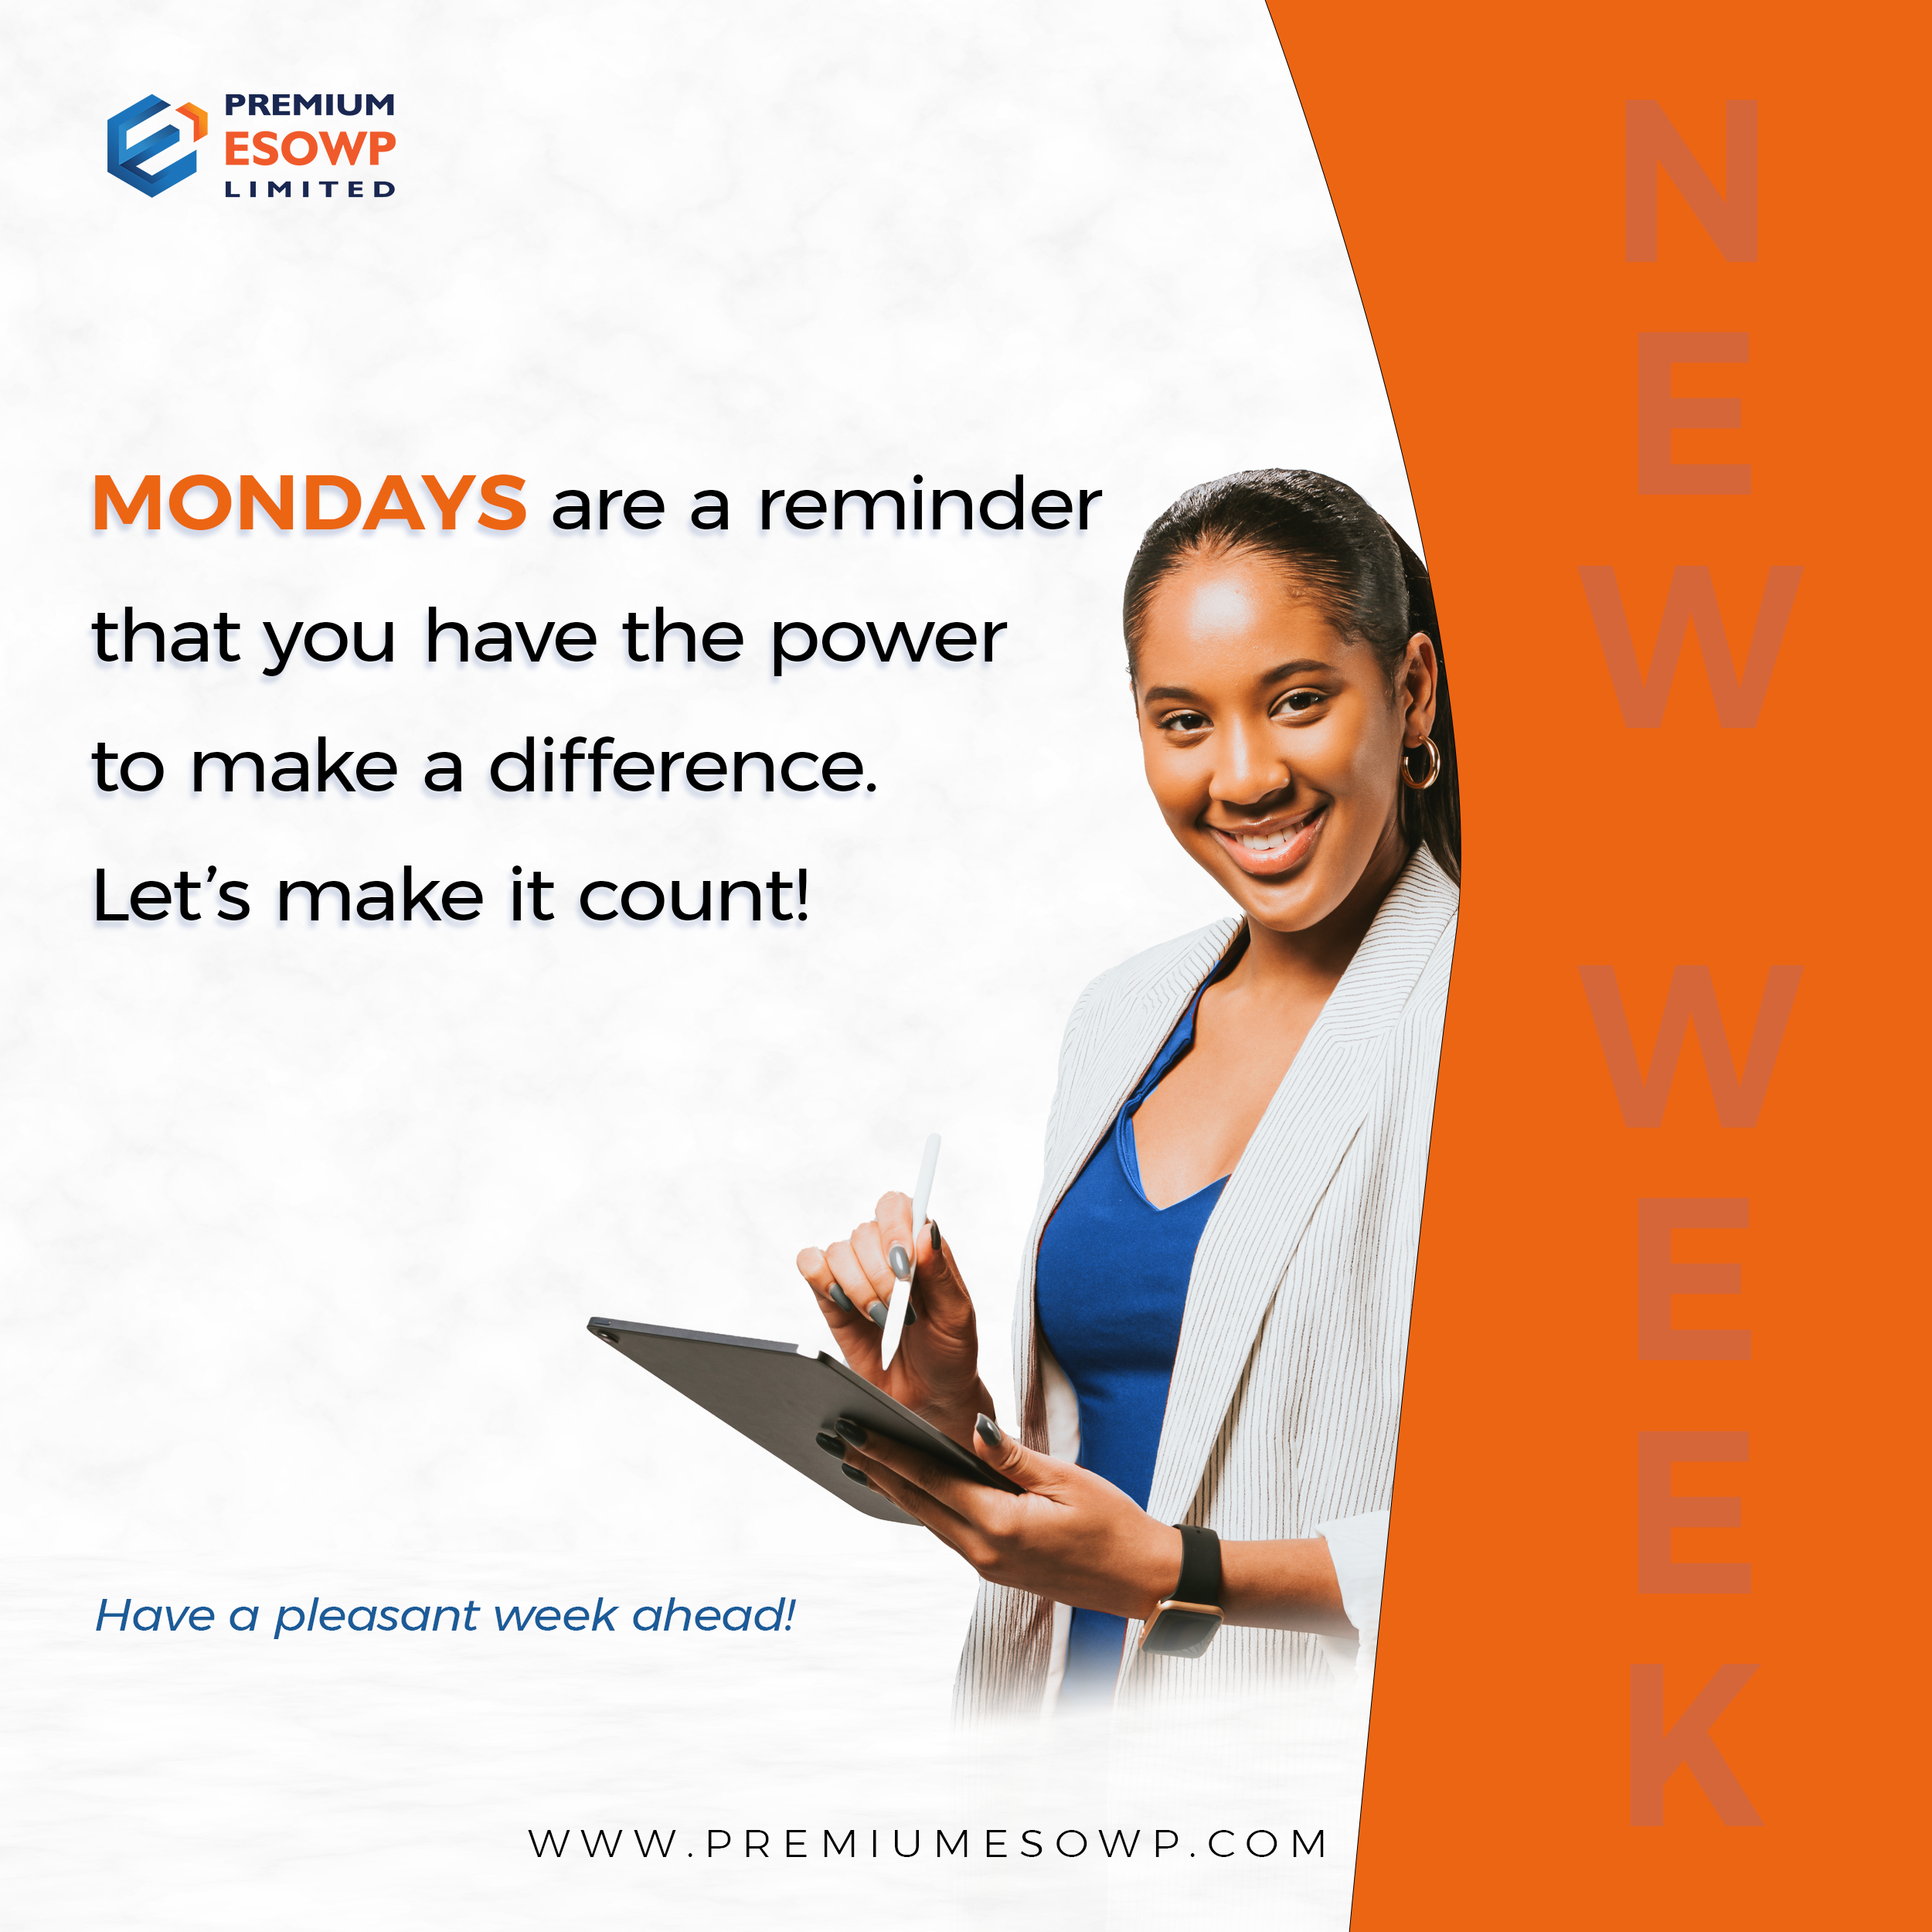 PREMIUM
ESOWP
LIMITED
MONDAYS are a reminder
that you have the power
to make a difference.
Let’s make it count!
Have a pleasant week ahead!
WWW.PREMIUMESOWP.COM
NEW WEEK